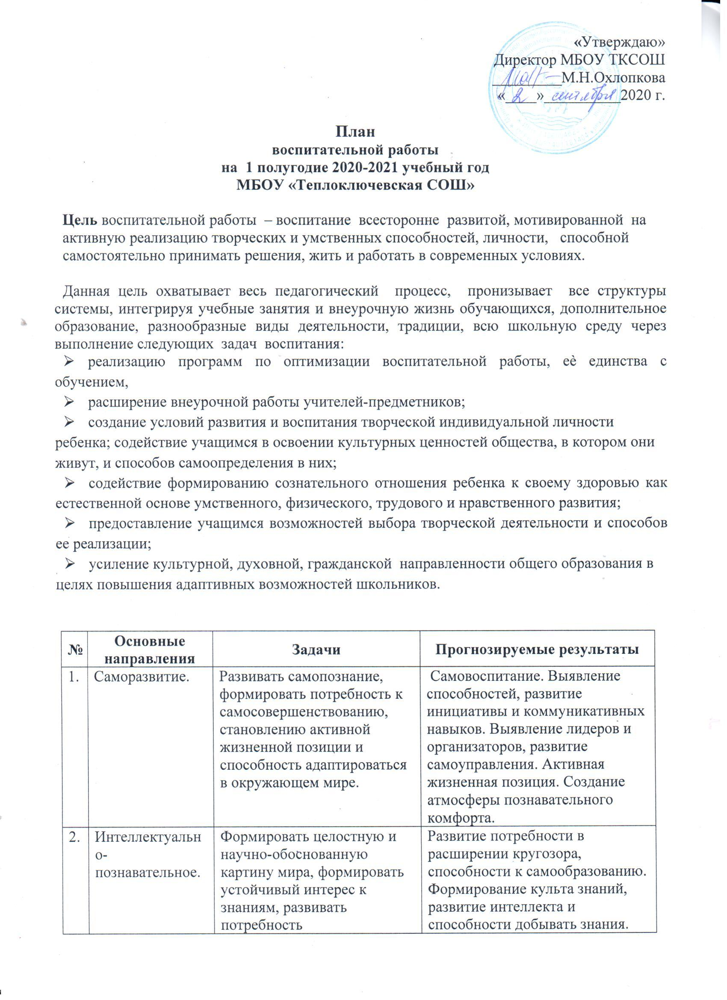 «Утверждаю»
Директор МБОУ ТКСОШ
_________М.Н.Охлопкова
«__2__»_сентября_2020 г.
План
воспитательной работы
на 1 полугодие 2020-2021 учебный год
МБОУ «Теплоключевская СОШ»
Цель воспитательной работы – воспитание всесторонне развитой, мотивированной на
активную реализацию творческих и умственных способностей, личности, способной
самостоятельно принимать решения, жить и работать в современных условиях.
Данная цель охватывает весь педагогический процесс, пронизывает все структуры
системы, интегрируя учебные занятия и внеурочную жизнь обучающихся, дополнительное
образование, разнообразные виды деятельности, традиции, всю школьную среду через
выполнение следующих задач воспитания:
➢ реализацию программ по оптимизации воспитательной работы, еѐ единства с
обучением,
➢ расширение внеурочной работы учителей-предметников;
➢ создание условий развития и воспитания творческой индивидуальной личности
ребенка; содействие учащимся в освоении культурных ценностей общества, в котором они
живут, и способов самоопределения в них;
➢ содействие формированию сознательного отношения ребенка к своему здоровью как
естественной основе умственного, физического, трудового и нравственного развития;
➢ предоставление учащимся возможностей выбора творческой деятельности и способов
ее реализации;
➢ усиление культурной, духовной, гражданской направленности общего образования в
целях повышения адаптивных возможностей школьников.
№
Основные
направления
Задачи
Прогнозируемые результаты
1.
Саморазвитие.
Развивать самопознание,
формировать потребность к
самосовершенствованию,
становлению активной
жизненной позиции и
способность адаптироваться
в окружающем мире.
Самовоспитание. Выявление
способностей, развитие
инициативы и коммуникативных
навыков. Выявление лидеров и
организаторов, развитие
самоуправления. Активная
жизненная позиция. Создание
атмосферы познавательного
комфорта.
2.
Интеллектуальн
о-
познавательное.
Формировать целостную и
научно-обоснованную
картину мира, формировать
устойчивый интерес к
знаниям, развивать
потребность
Развитие потребности в
расширении кругозора,
способности к самообразованию.
Формирование культа знаний,
развитие интеллекта и
способности добывать знания.